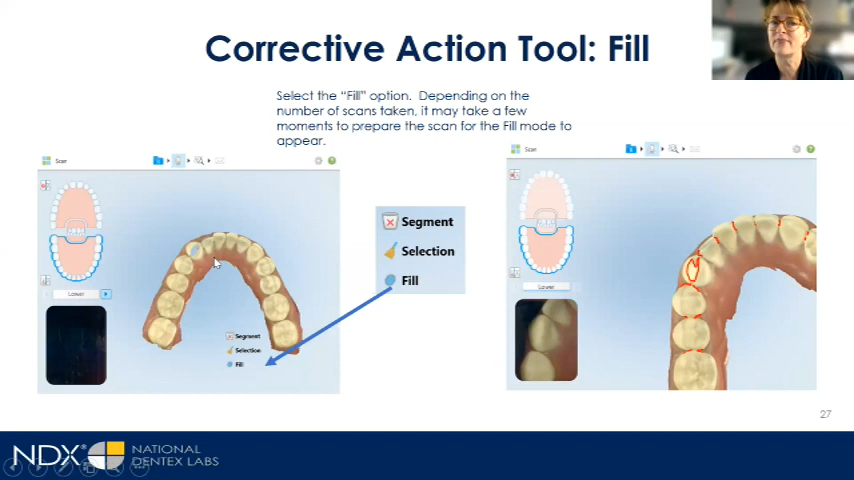 Corrective Action Tool: Fill
Select the “Fill” option. Depending on the
number of scans taken, it may take a few
moments to prepare the scan for the Fill mode to
appear.
Scan
Lower
Segment
Selection
Fill
Segment
Selection
Fill
Scan
Lower
27
NDX®
NATIONAL
DENTEX LABS